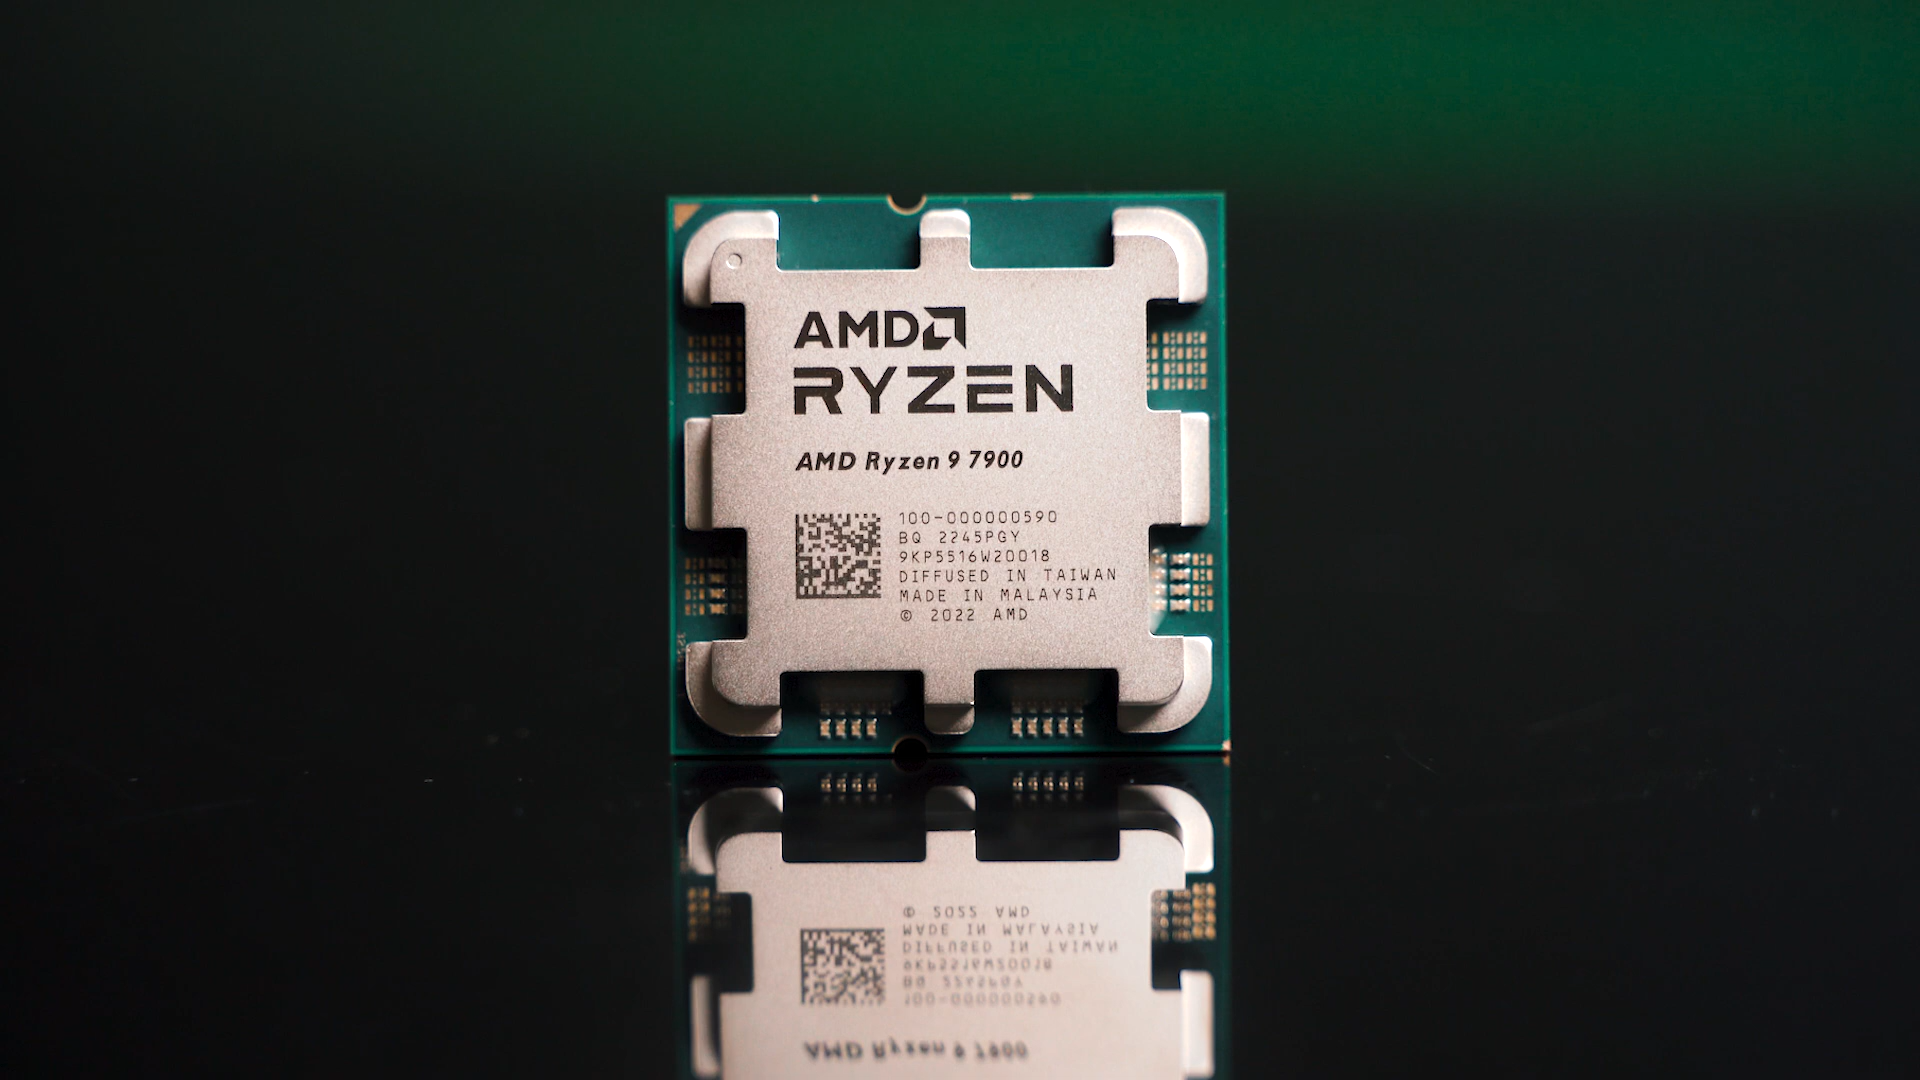 AMD
RYZEN
AMD Ryzen 9 7900
100-000000590
BQ 2245PGY
9KP5516W20018
DIFFUSED IN TAIWAN
MADE IN MALAYSIA
© 2022 AMD